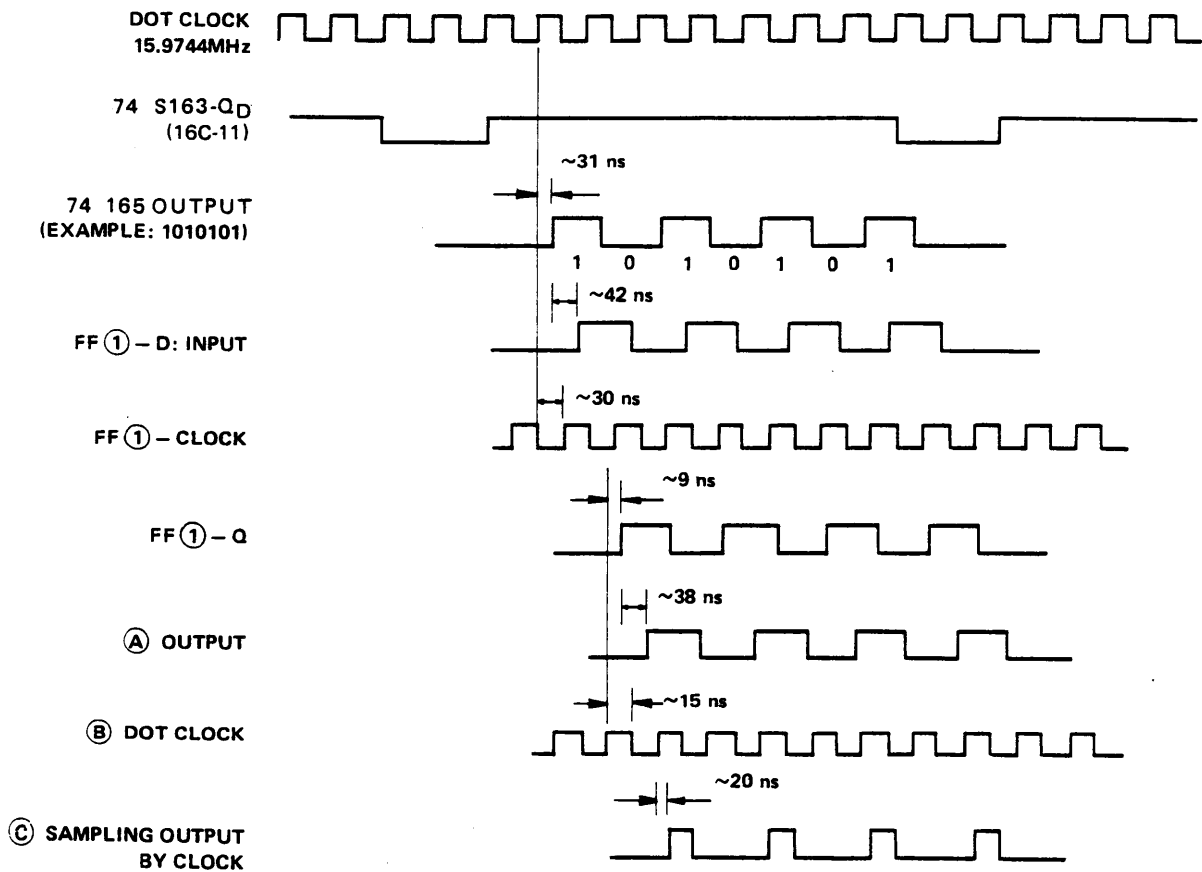 DOT CLOCK
15.9744MHz
74 S163-QD
(16C-11)
~31 ns
74 165 OUTPUT
(EXAMPLE: 1010101)
1 0 1 0 1 0 1
~42 ns
FF ① – D: INPUT
~30 ns
FF ① – CLOCK
~9 ns
FF ① – Q
~38 ns
Ⓐ OUTPUT
~15 ns
Ⓑ DOT CLOCK
~20 ns
Ⓒ SAMPLING OUTPUT
BY CLOCK